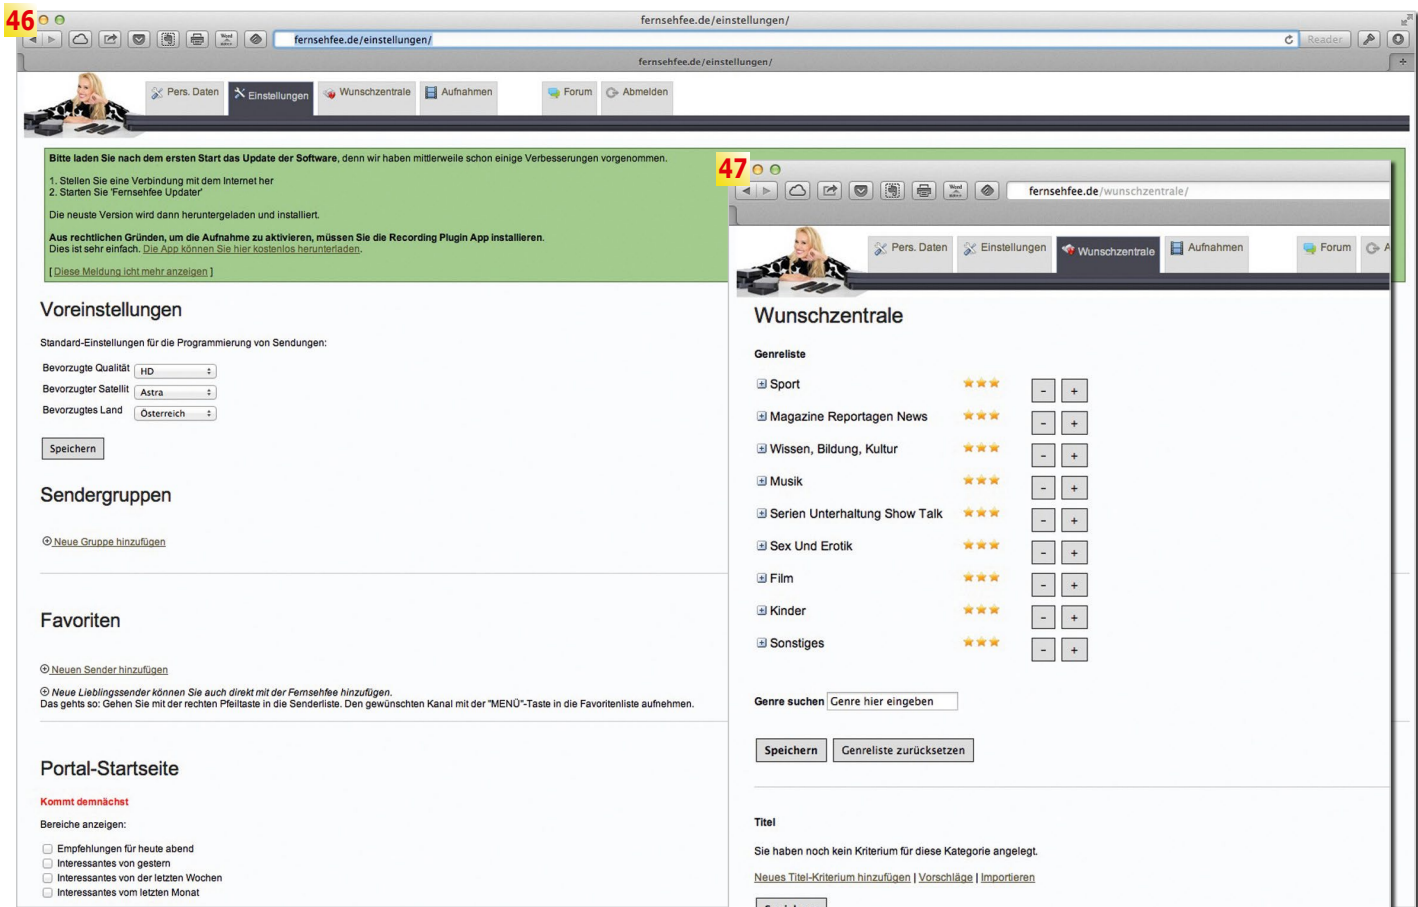 46
fernsehfee.de/einstellungen/
fernsehfee.de/einstellungen/
Reader
fernsehfee.de/einstellungen/
Pers. Daten
Einstellungen
Wunschzentrale
Aufnahmen
Forum
Abmelden
Bitte laden Sie nach dem ersten Start das Update der Software, denn wir haben mittlerweile schon einige Verbesserungen vorgenommen.
1. Stellen Sie eine Verbindung mit dem Internet her
2. Starten Sie 'Fernsehfee Updater'
Die neuste Version wird dann heruntergeladen und installiert.
Aus rechtlichen Gründen, um die Aufnahme zu aktivieren, müssen Sie die Recording Plugin App installieren.
Dies ist sehr einfach. Die App können Sie hier kostenlos herunterladen.
[ Diese Meldung icht mehr anzeigen ]
Voreinstellungen
Standard-Einstellungen für die Programmierung von Sendungen:
Bevorzugte Qualität HD
Bevorzugter Satellit Astra
Bevorzugtes Land Österreich
Speichern
Sendergruppen
Neue Gruppe hinzufügen
Favoriten
Neuen Sender hinzufügen
Neue Lieblingssender können Sie auch direkt mit der Fernsehfee hinzufügen.
Das gehts so: Gehen Sie mit der rechten Pfeiltaste in die Senderliste. Den gewünschten Kanal mit der "MENÜ"-Taste in die Favoritenliste aufnehmen.
Portal-Startseite
Kommt demnächst
Bereiche anzeigen:
Empfehlungen für heute abend
Interessantes von gestern
Interessantes von der letzten Wochen
Interessantes vom letzten Monat
47
fernsehfee.de/wunschzentrale/
Pers. Daten
Einstellungen
Wunschzentrale
Aufnahmen
Forum
A
Wunschzentrale
Genreliste
Sport - +
Magazine Reportagen News - +
Wissen, Bildung, Kultur - +
Musik - +
Serien Unterhaltung Show Talk - +
Sex Und Erotik - +
Film - +
Kinder - +
Sonstiges - +
Genre suchen Genre hier eingeben
Speichern Genreliste zurücksetzen
Titel
Sie haben noch kein Kriterium für diese Kategorie angelegt.
Neues Titel-Kriterium hinzufügen | Vorschläge | Importieren